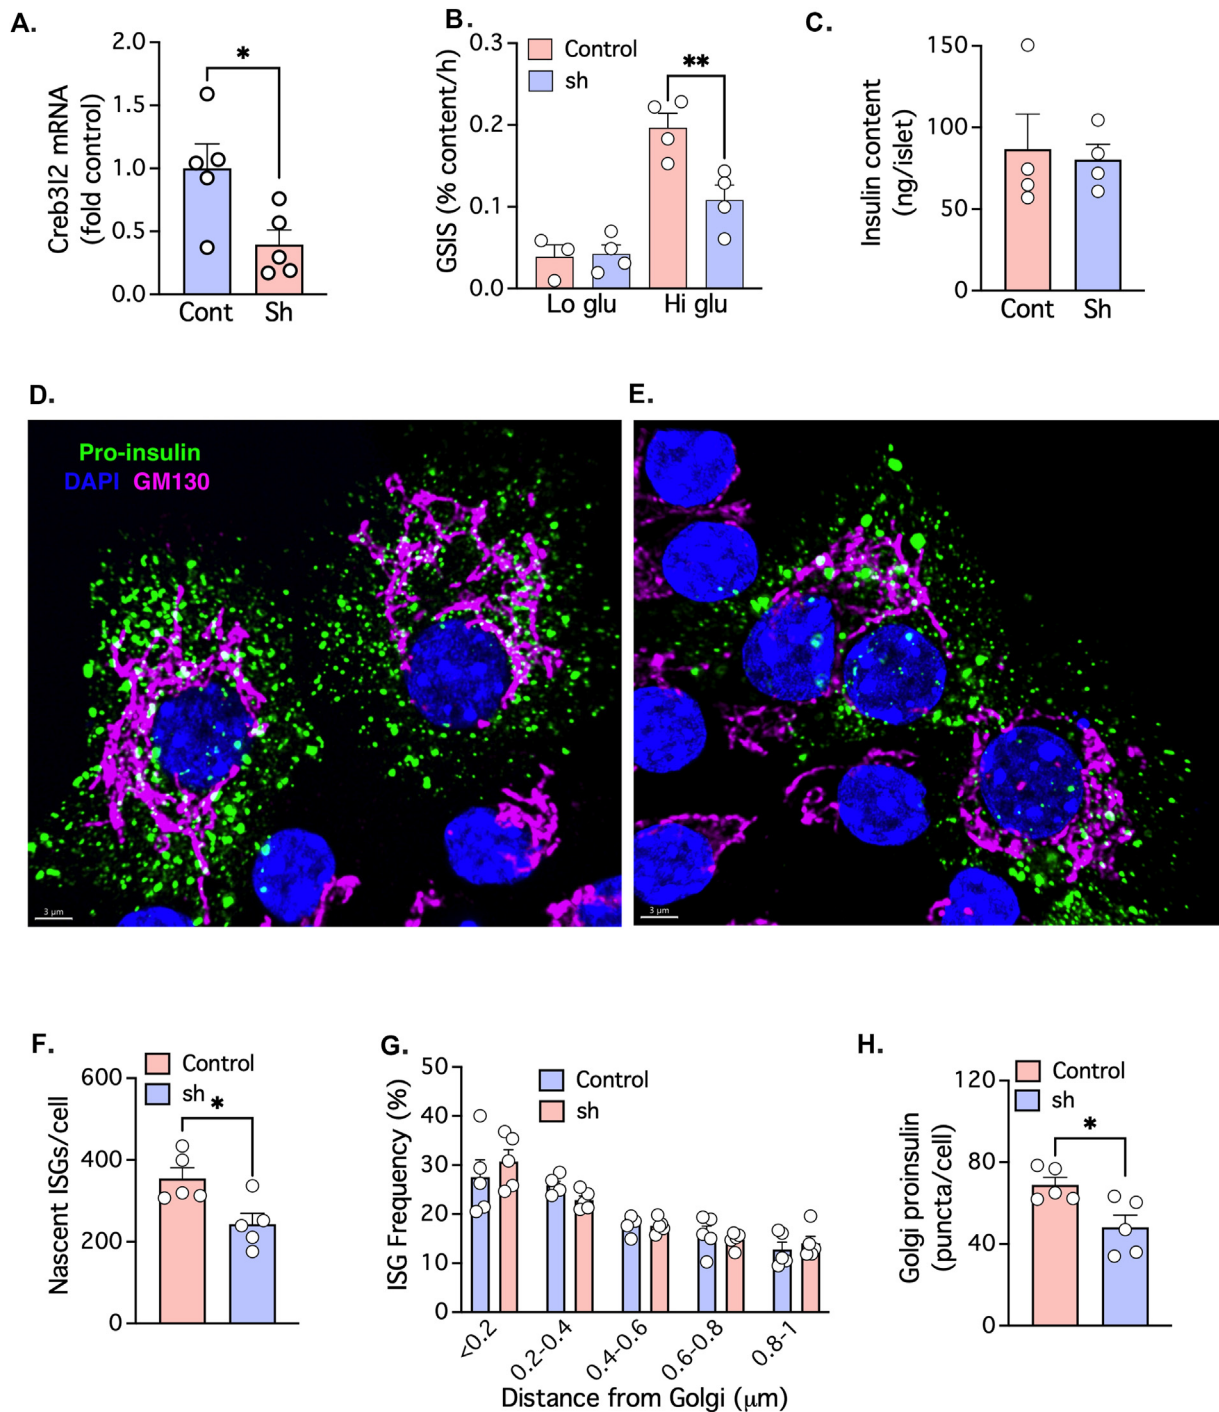 A.
2.0
1.5
1.0
0.5
0.0
Creb3l2 mRNA
(fold control)
*
Cont
Sh
B.
0.3
0.2
0.1
0.0
GSIS (% content/h)
Control
sh
**
Lo glu
Hi glu
C.
150
100
50
0
Insulin content
(ng/islet)
Cont
Sh
D.
Pro-insulin
DAPI GM130
3 µm
E.
3 µm
F.
Control
sh
600
400
200
0
Nascent ISGs/cell
*
G.
50
40
30
20
10
0
ISG Frequency (%)
Control
sh
<0.2
0.2-0.4
0.4-0.6
0.6-0.8
0.8-1
Distance from Golgi (µm)
H.
Control
sh
120
80
40
0
Golgi proinsulin
(puncta/cell)
*